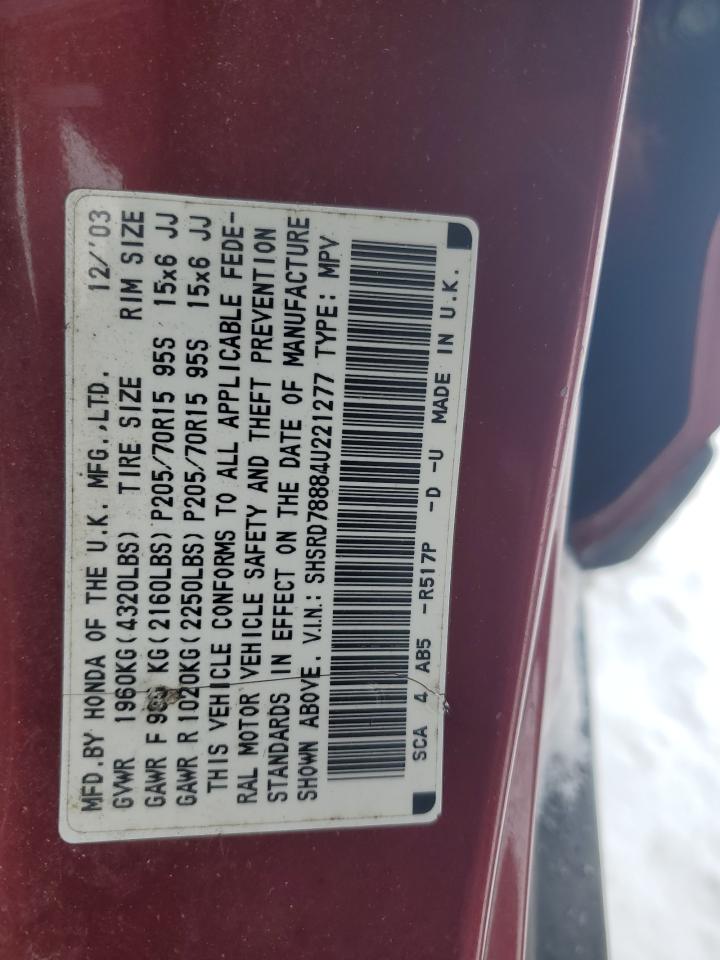 MFD.BY HONDA OF THE U.K. MFG.,LTD. 12/'03
GVWR 1960KG(4320LBS) TIRE SIZE RIM SIZE
GAWR F KG(2160LBS) P205/70R15 95S 15x6 JJ
GAWR R 1020KG(2250LBS) P205/70R15 95S 15x6 JJ
THIS VEHICLE CONFORMS TO ALL APPLICABLE FEDE-
RAL MOTOR VEHICLE SAFETY AND THEFT PREVENTION
STANDARDS IN EFFECT ON THE DATE OF MANUFACTURE
SHOWN ABOVE. V.I.N.: SHSRD78884U221277 TYPE: MPV
SCA 4 AB5 -R517P -D -U MADE IN U.K.